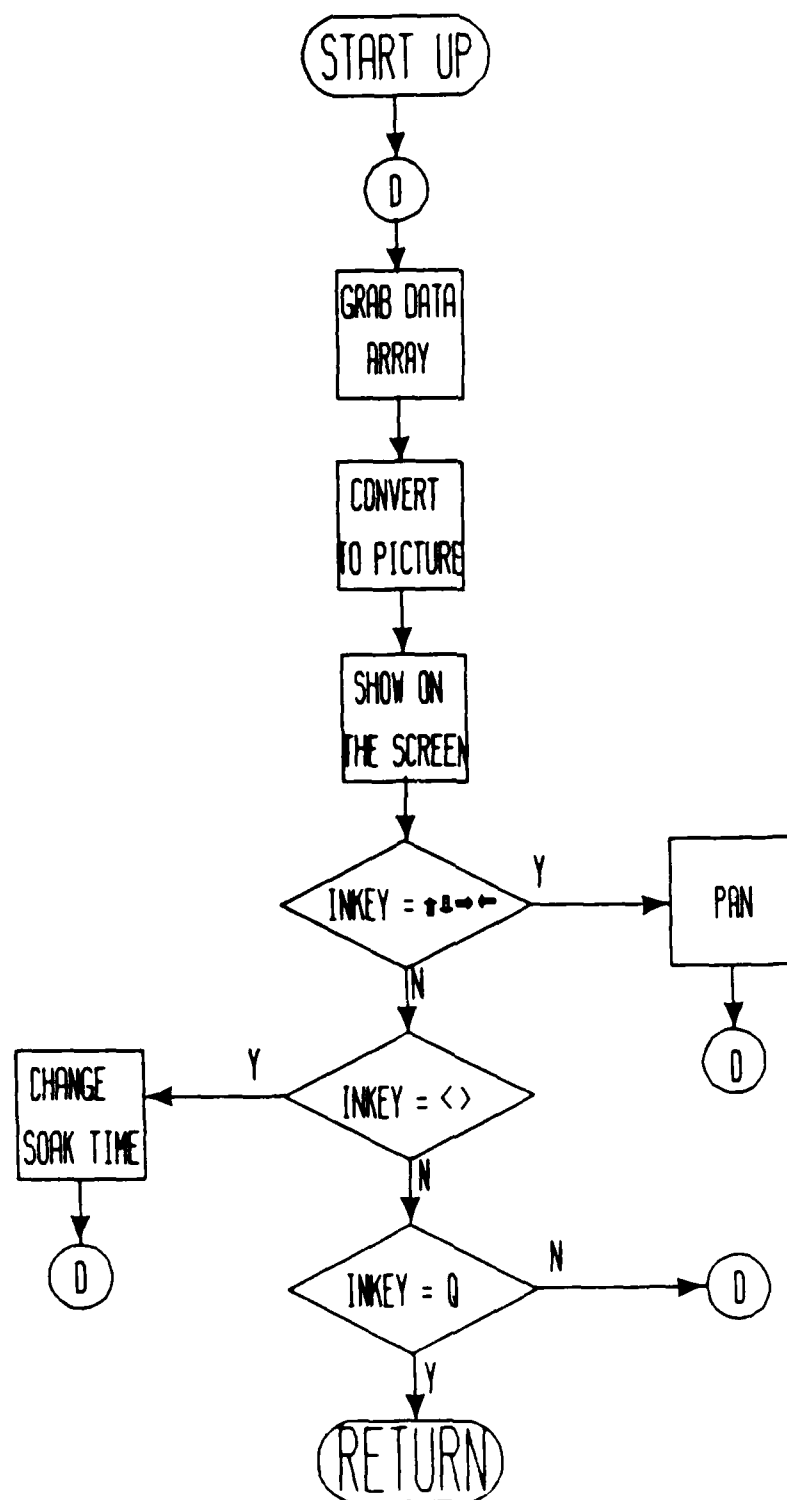 START UP
D
GRAB DATA
ARRAY
CONVERT
TO PICTURE
SHOW ON
THE SCREEN
INKEY = ↑↓→←
Y
PAN
N
D
INKEY = < >
Y
CHANGE
SOAK TIME
N
D
INKEY = Q
N
D
Y
RETURN